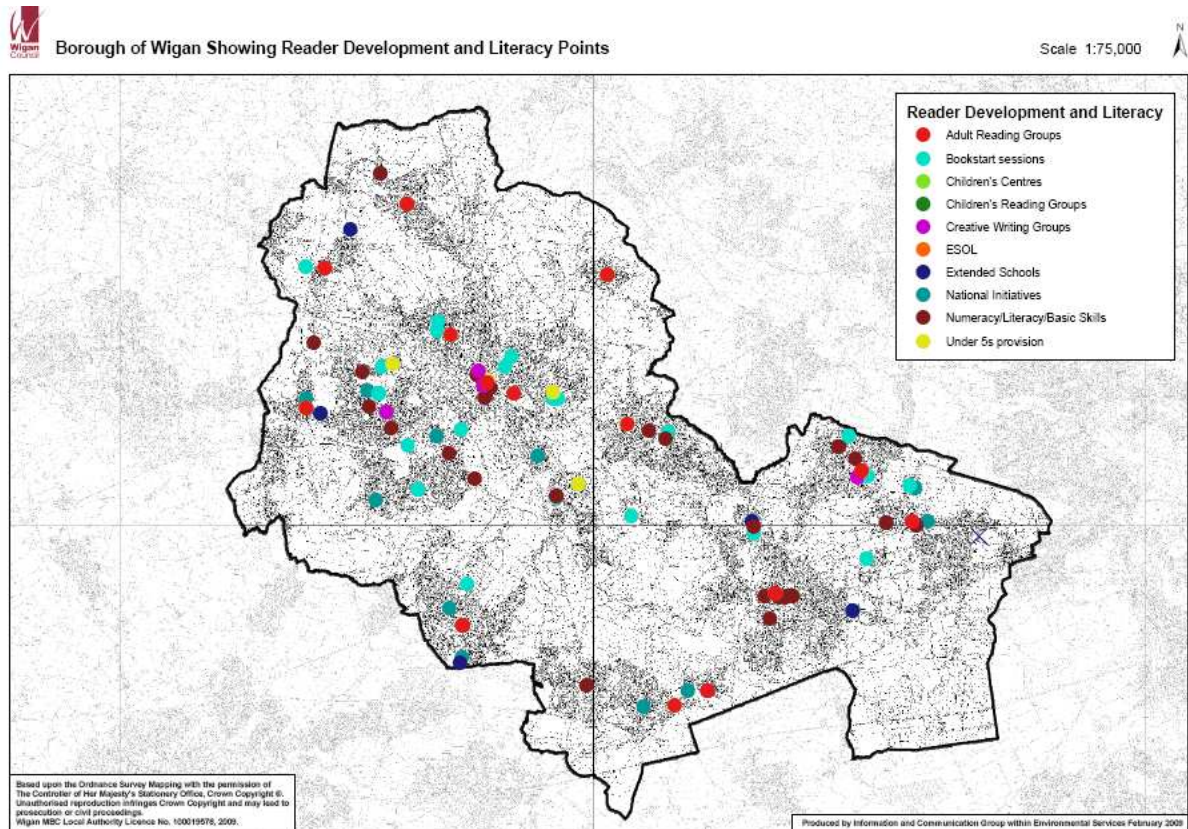 Wigan
Council
Borough of Wigan Showing Reader Development and Literacy Points
Scale 1:75,000
N
Reader Development and Literacy
Adult Reading Groups
Bookstart sessions
Children's Centres
Children's Reading Groups
Creative Writing Groups
ESOL
Extended Schools
National Initiatives
Numeracy/Literacy/Basic Skills
Under 5s provision
Based upon the Ordnance Survey Mapping with the permission of
The Controller of Her Majesty's Stationery Office, Crown Copyright ©.
Unauthorised reproduction infringes Crown Copyright and may lead to
prosecution or civil proceedings.
Wigan MBC Local Authority Licence No. 100019578, 2009.
Produced by Information and Communication Group within Environmental Services February 2009